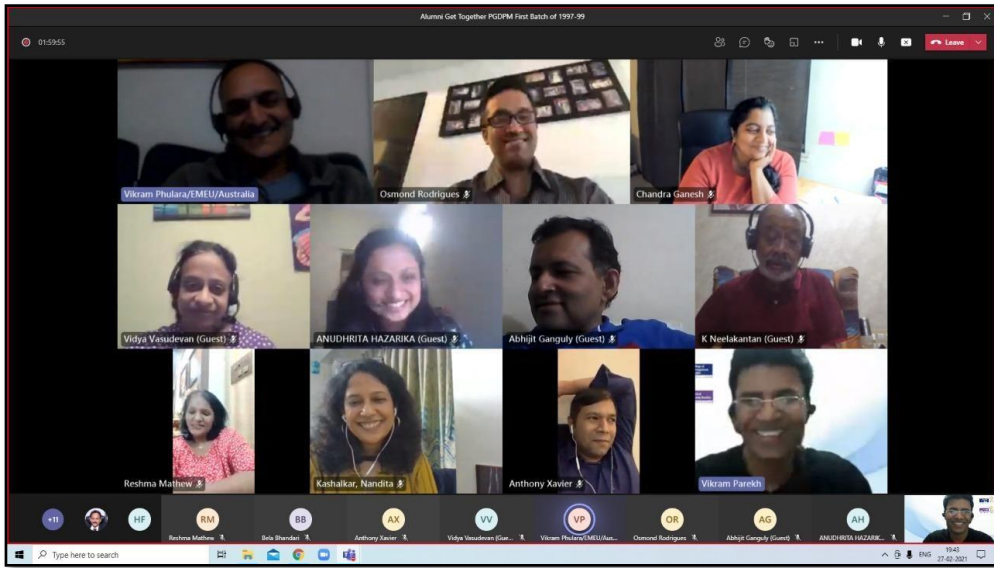 Alumni Get Together PGDPM First Batch of 1997-99
01:59:55
Leave
Vikram Phulara/EMEU/Australia
Osmond Rodrigues
Chandra Ganesh
Vidya Vasudevan (Guest)
ANUDHRITA HAZARIKA (Guest)
Abhijit Ganguly (Guest)
K Neelakantan (Guest)
Reshma Mathew
Kashalkar, Nandita
Anthony Xavier
Vikram Parekh
+11
HF
RM
BB
AX
VV
VP
OR
AG
AH
Reshma Mathew
Bela Bhandari
Anthony Xavier
Vidya Vasudevan (Gue...
Vikram Phulara/EMEU/Aus...
Osmond Rodrigues
Abhijit Ganguly (Guest)
ANUDHRITA HAZARIK...
Type here to search
ENG
19:43
27-02-2021